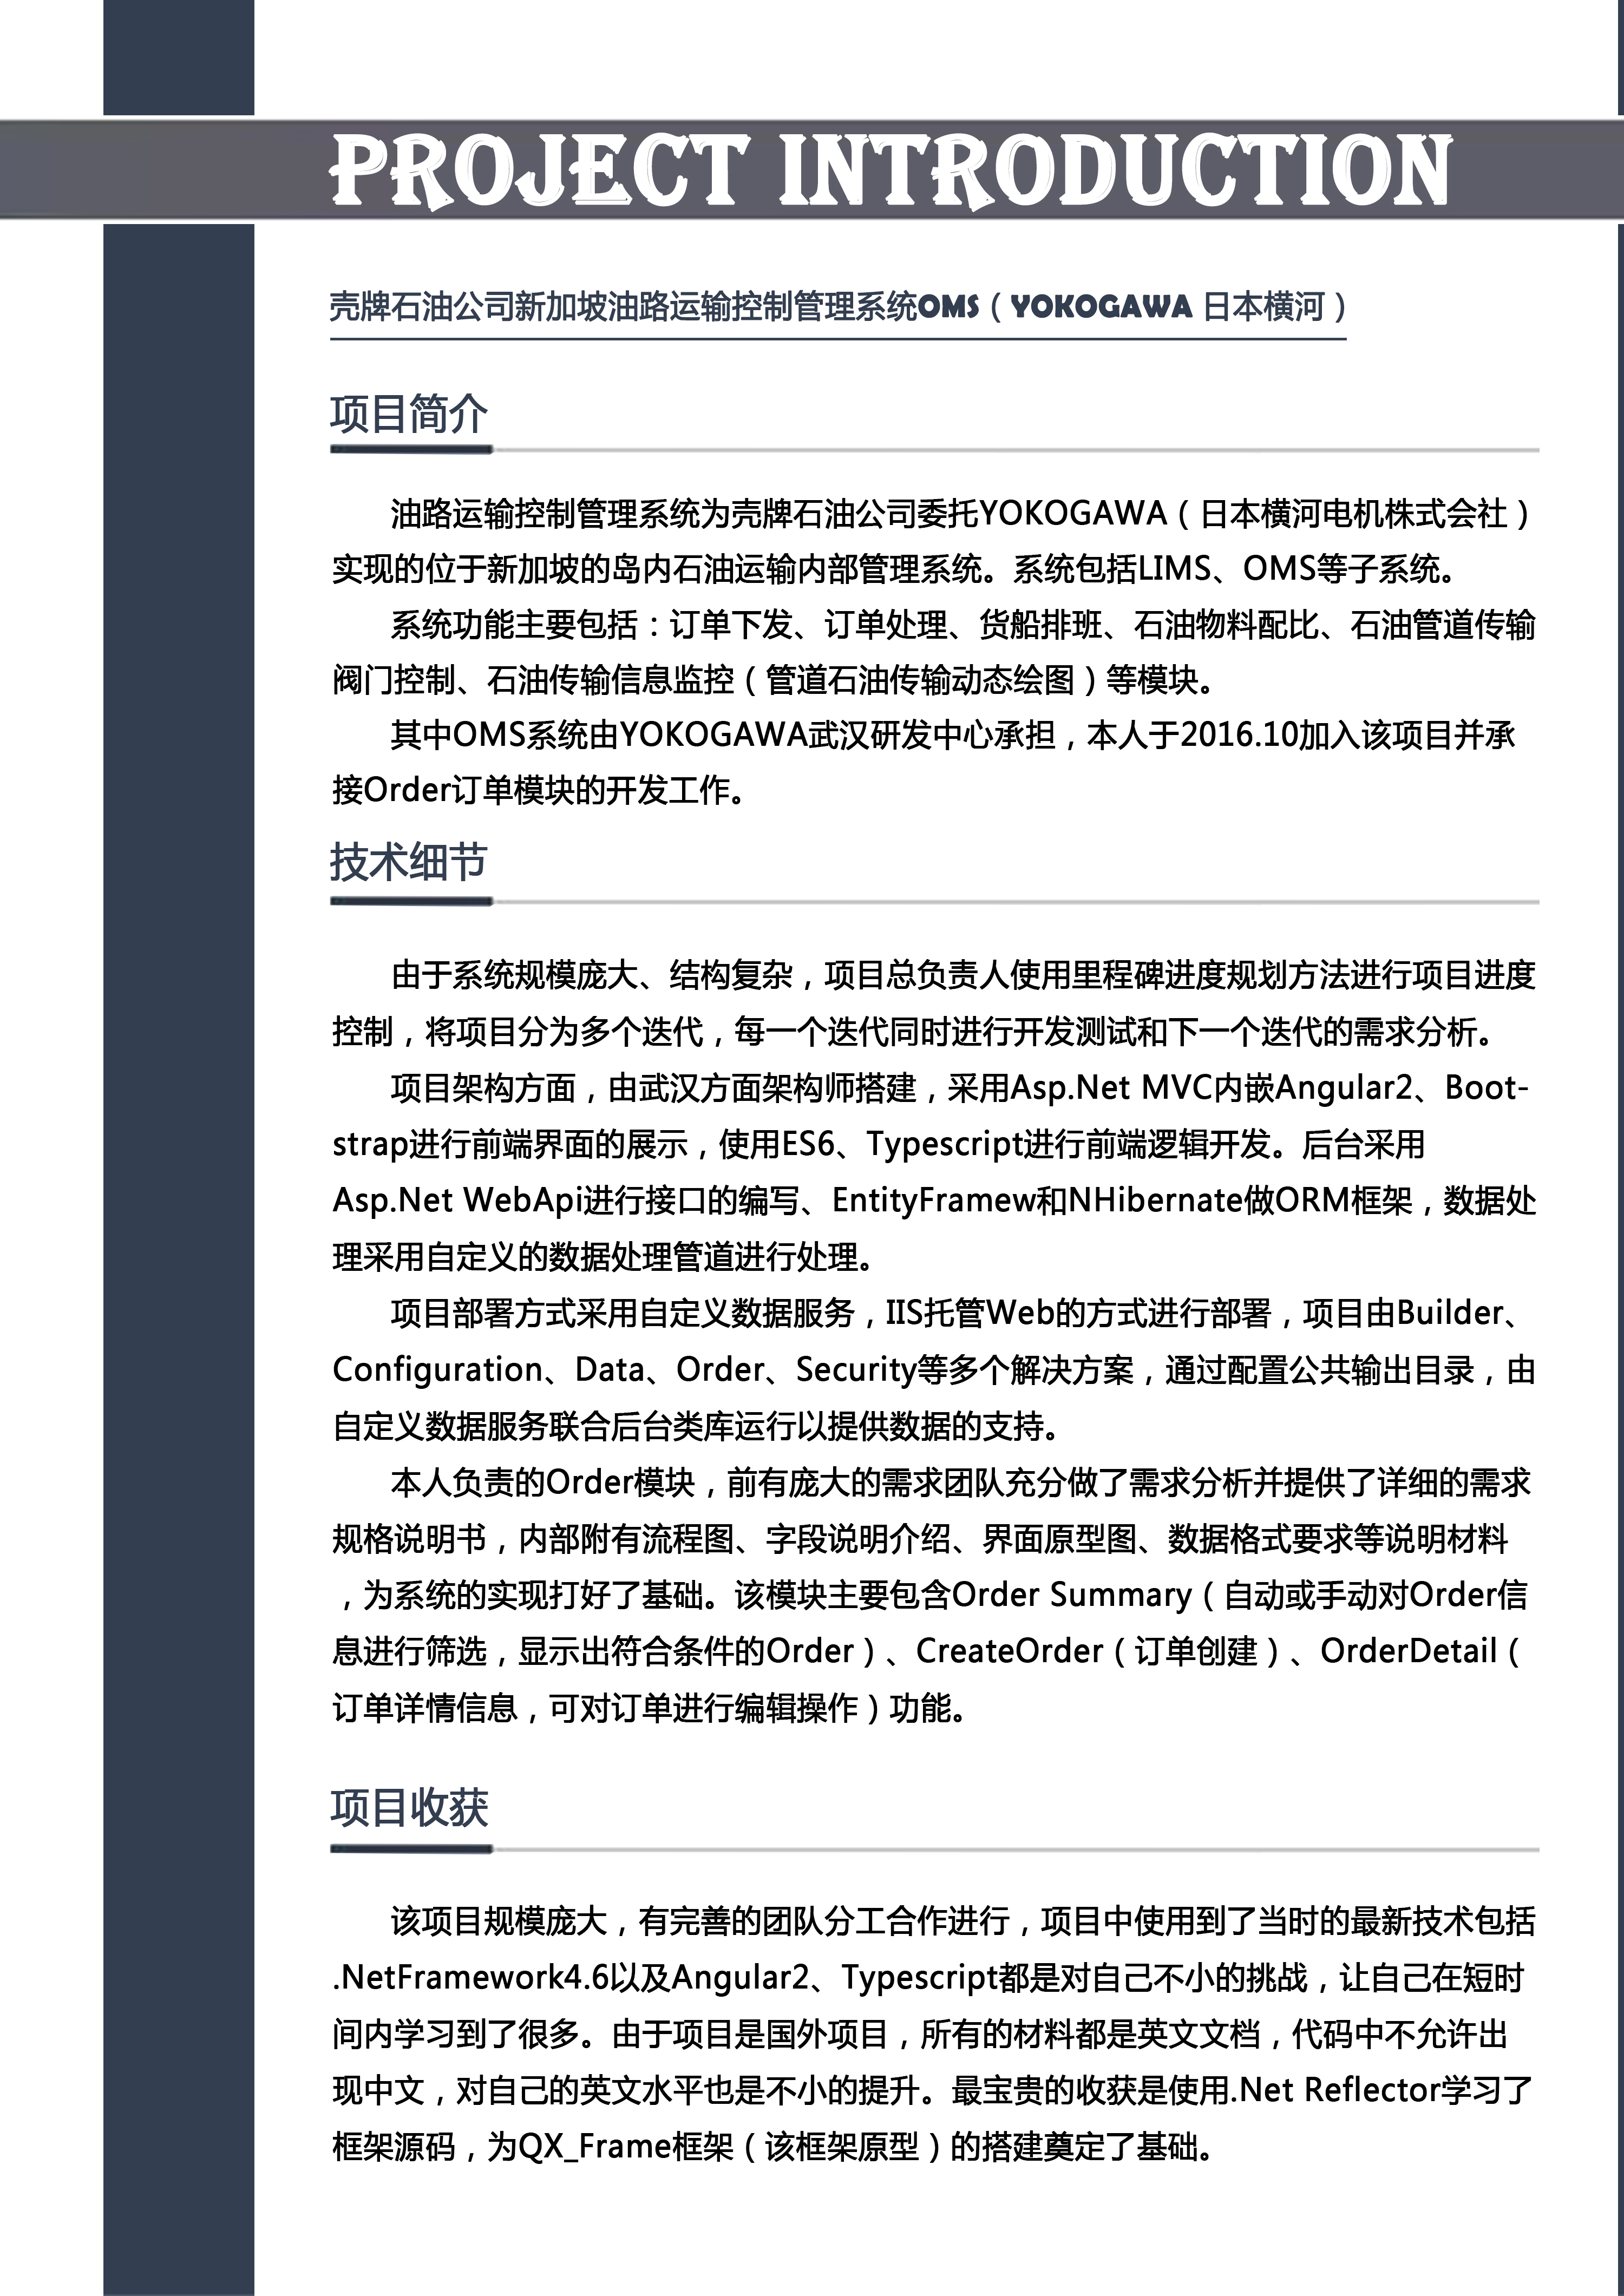 PROJECT INTRODUCTION
壳牌石油公司新加坡油路运输控制管理系统OMS（YOKOGAWA 日本横河）
项目简介
油路运输控制管理系统为壳牌石油公司委托YOKOGAWA（日本横河电机株式会社）
实现的位于新加坡的岛内石油运输内部管理系统。系统包括LIMS、OMS等子系统。
系统功能主要包括：订单下发、订单处理、货船排班、石油物料配比、石油管道传输
阀门控制、石油传输信息监控（管道石油传输动态绘图）等模块。
其中OMS系统由YOKOGAWA武汉研发中心承担，本人于2016.10加入该项目并承
接Order订单模块的开发工作。
技术细节
由于系统规模庞大、结构复杂，项目总负责人使用里程碑进度规划方法进行项目进度
控制，将项目分为多个迭代，每一个迭代同时进行开发测试和下一个迭代的需求分析。
项目架构方面，由武汉方面架构师搭建，采用Asp.Net MVC内嵌Angular2、Boot-
strap进行前端界面的展示，使用ES6、Typescript进行前端逻辑开发。后台采用
Asp.Net WebApi进行接口的编写、EntityFramew和NHibernate做ORM框架，数据处
理采用自定义的数据处理管道进行处理。
项目部署方式采用自定义数据服务，IIS托管Web的方式进行部署，项目由Builder、
Configuration、Data、Order、Security等多个解决方案，通过配置公共输出目录，由
自定义数据服务联合后台类库运行以提供数据的支持。
本人负责的Order模块，前有庞大的需求团队充分做了需求分析并提供了详细的需求
规格说明书，内部附有流程图、字段说明介绍、界面原型图、数据格式要求等说明材料
，为系统的实现打好了基础。该模块主要包含Order Summary（自动或手动对Order信
息进行筛选，显示出符合条件的Order）、CreateOrder（订单创建）、OrderDetail（
订单详情信息，可对订单进行编辑操作）功能。
项目收获
该项目规模庞大，有完善的团队分工合作进行，项目中使用到了当时的最新技术包括
.NetFramework4.6以及Angular2、Typescript都是对自己不小的挑战，让自己在短时
间内学习到了很多。由于项目是国外项目，所有的材料都是英文文档，代码中不允许出
现中文，对自己的英文水平也是不小的提升。最宝贵的收获是使用.Net Reflector学习了
框架源码，为QX_Frame框架（该框架原型）的搭建奠定了基础。